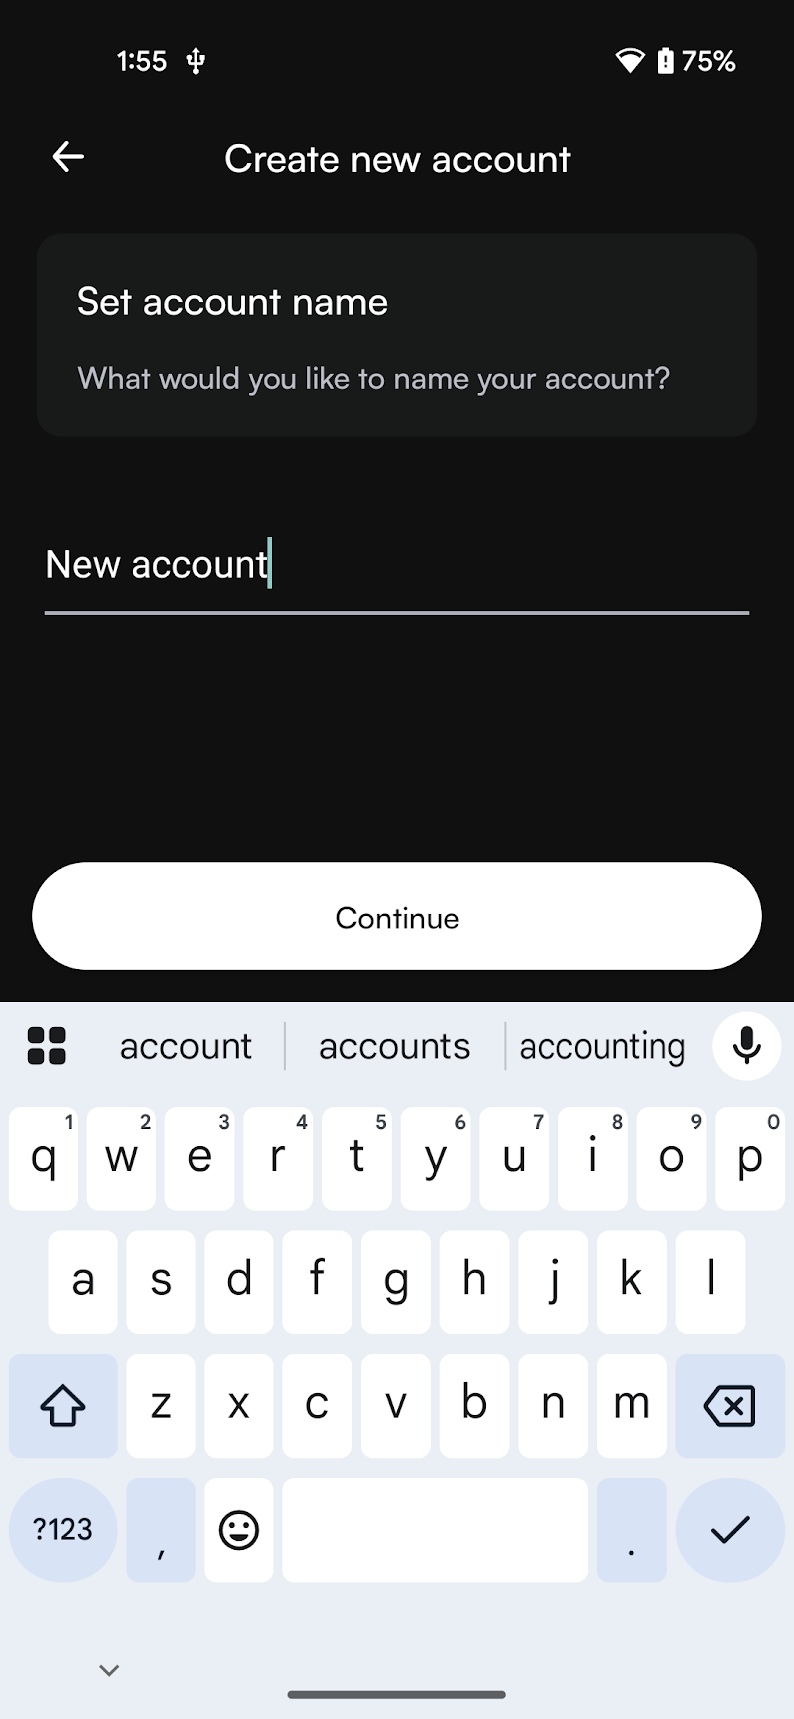 1:55 75%
Create new account
Set account name
What would you like to name your account?
New account
Continue
account accounts accounting
1 2 3 4 5 6 7 8 9 0
q w e r t y u i o p
a s d f g h j k l
z x c v b n m
?123 , .